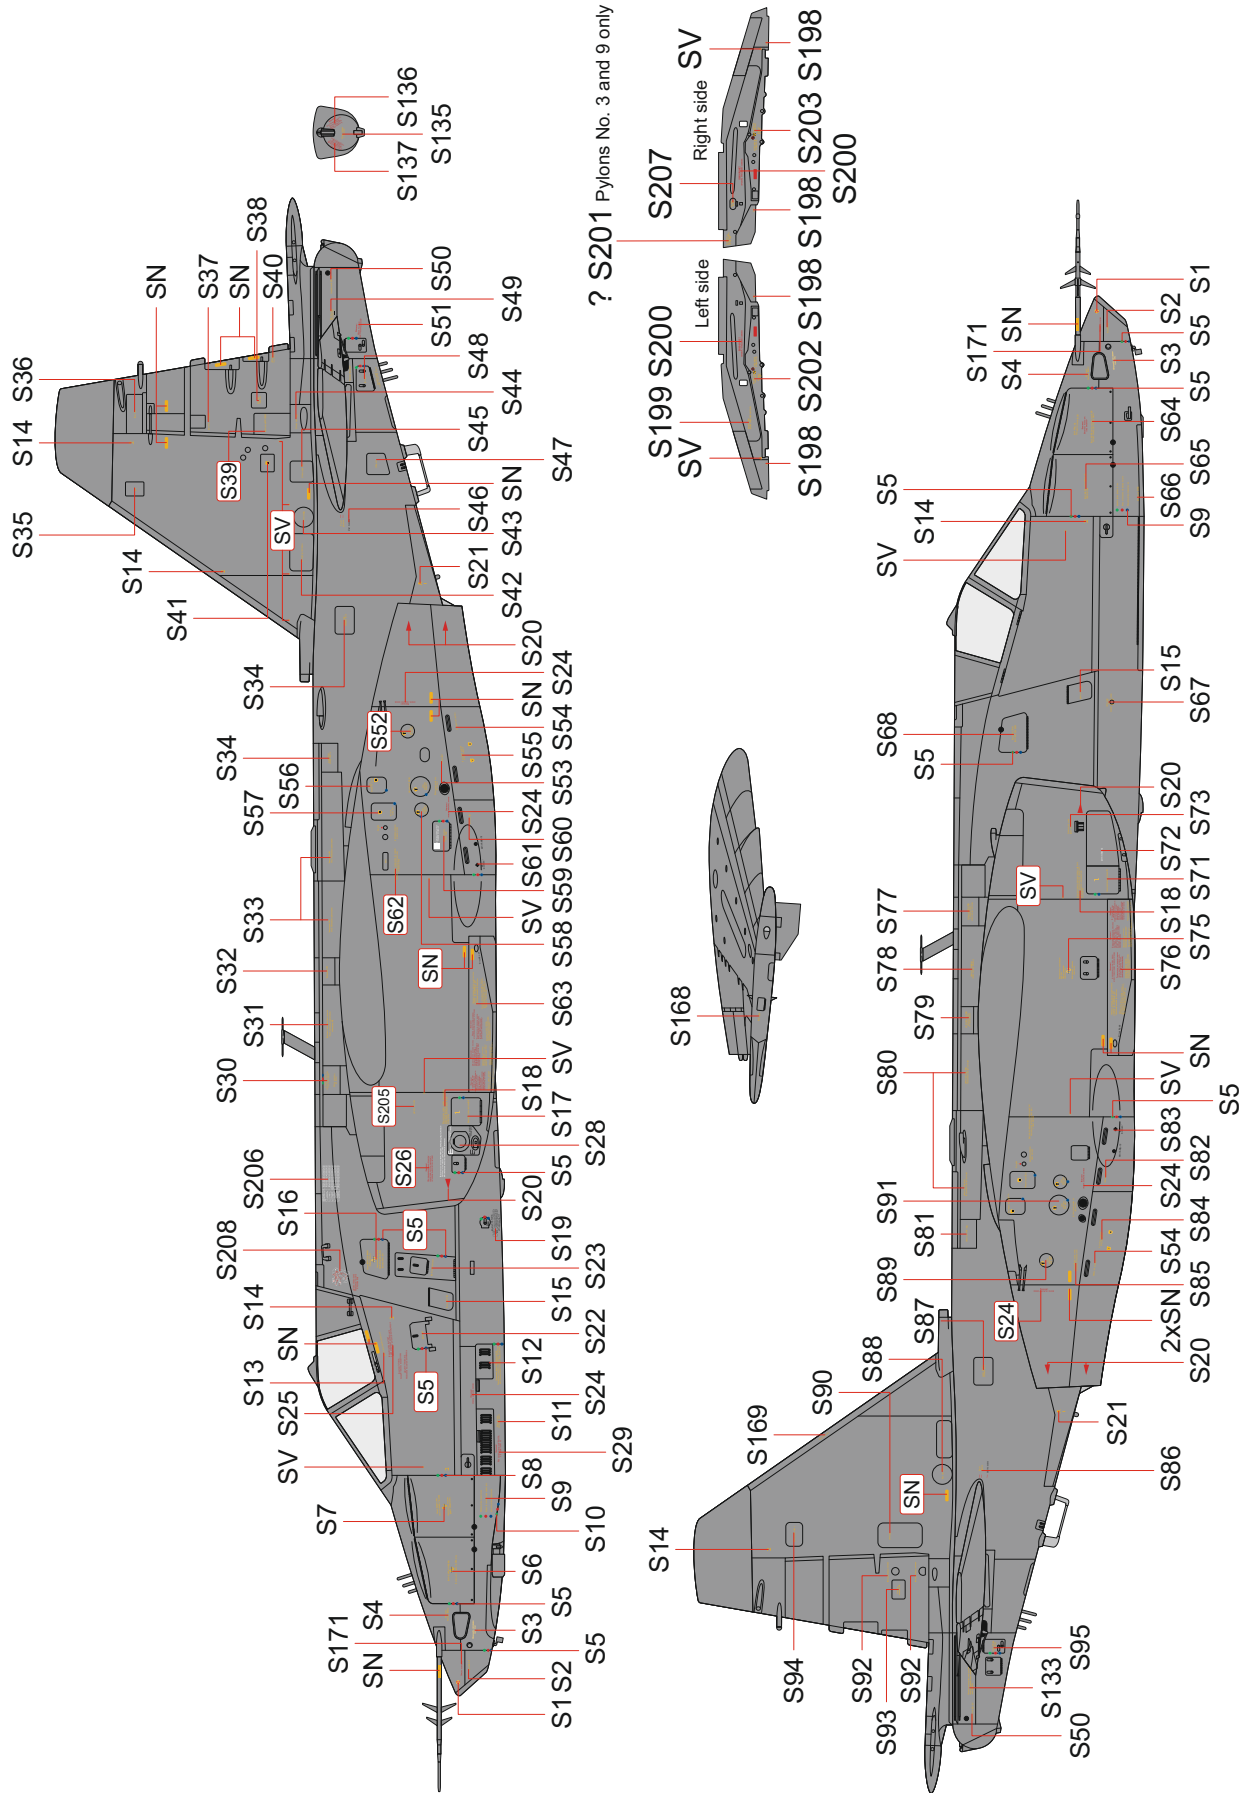 S136
S135
S137
? S201 Pylons No. 3 and 9 only
SV
S198
Right side
S207
S203
S200
S198
Left side
S198
S200
S202
S199
SV
S198
SN
S37
SN
S38
S40
S36
S14
S39
S35
SV
S14
S41
S50
S49
S51
S48
S44
S45
S47
SN
S46
S43
S21
S42
S34
S34
S56
S57
S33
S32
S31
S30
S206
S16
S208
S14
SN
S13
S25
SV
S7
S6
S5
S4
S171
SN
S52
S20
S24
SN
S54
S55
S53
S24
S60
S61
S59
SV
S58
S62
SN
S63
SV
S18
S17
S28
S5
S20
S205
S26
S5
S19
S23
S15
S22
S5
S12
S24
S11
S29
S8
S9
S10
S3
S5
S2
S1
S168
S1
S2
S5
S3
SN
S171
S4
S5
S64
S65
S66
S9
S5
S14
SV
S15
S67
S68
S5
S20
S73
S72
S71
S18
S75
S76
SV
S77
S78
S79
S80
SN
SV
S5
S83
S82
S24
S84
S54
S85
2xSN
S20
S91
S81
S89
S24
S87
S88
S90
S169
SN
S14
S94
S92
S93
S92
S21
S86
S95
S133
S50